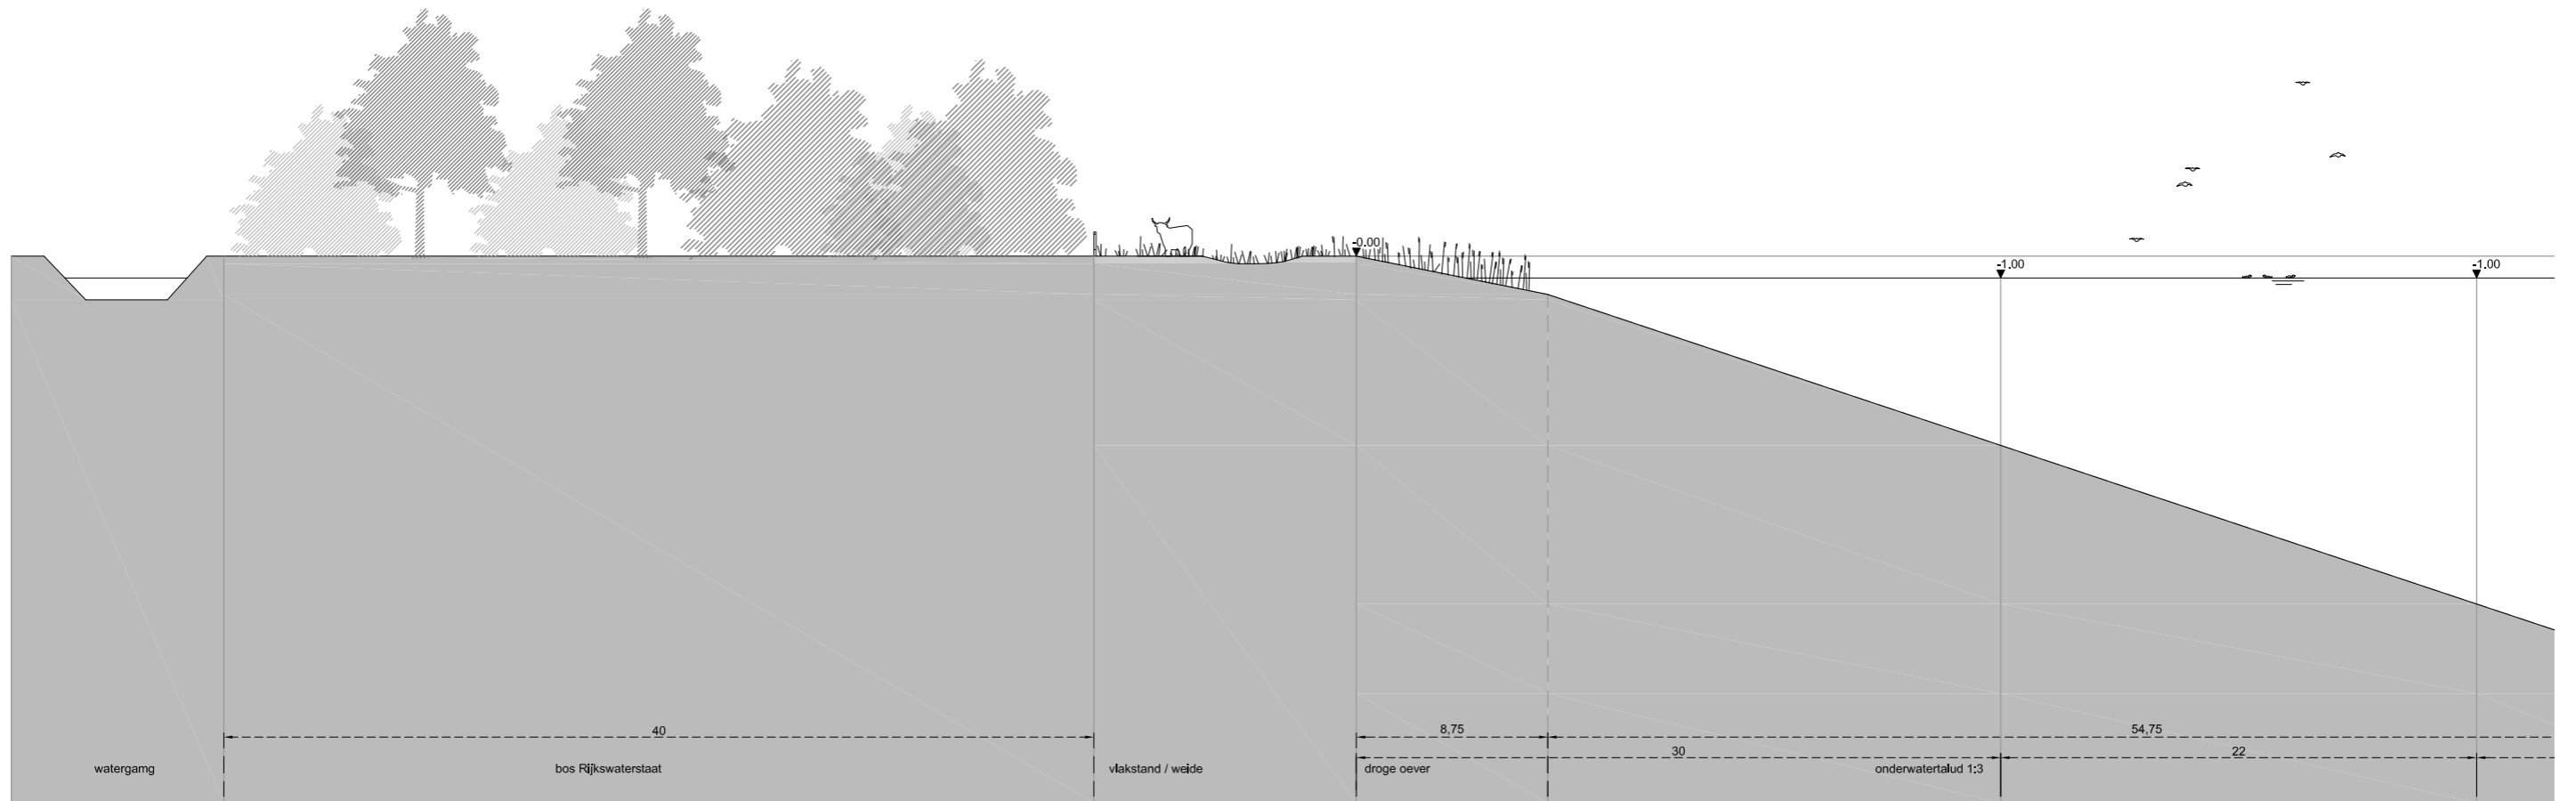 -0.00
-1.00
-1.00
40
8,75
54,75
30
22
watergamg
bos Rijkswaterstaat
vlakstand / weide
droge oever
onderwatertalud 1:3